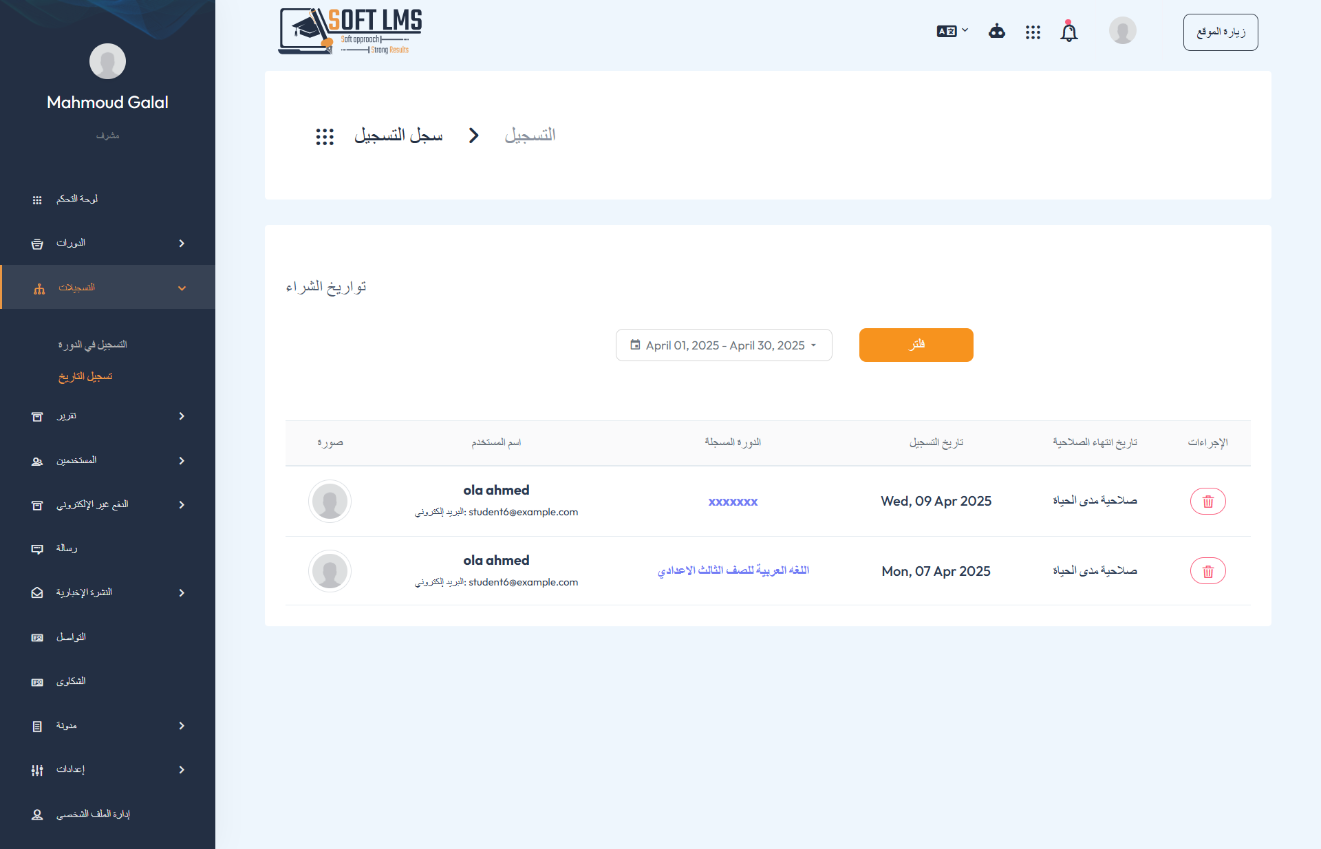 Mahmoud Galal
مشرف
لوحة التحكم
الدورات
التسجيلات
التسجيل في الدورة
تسجيل التاريخ
تقرير
المستخدمين
الدفع غير الإلكتروني
رسالة
النشرة الإخبارية
التواصل
الشكاوى
مدونة
إعدادات
إدارة الملف الشخصي
SOFT LMS
Soft approach
Strong Results
زيارة الموقع
سجل التسجيل
التسجيل
تواريخ الشراء
April 01, 2025 - April 30, 2025
فلتر
صورة اسم المستخدم الدورة المسجلة تاريخ التسجيل تاريخ انتهاء الصلاحية الإجراءات
ola ahmed
البريد إلكتروني: student6@example.com
xxxxxxx
Wed, 09 Apr 2025
صلاحية مدى الحياة
ola ahmed
البريد إلكتروني: student6@example.com
اللغه العربية للصف الثالث الاعدادي
Mon, 07 Apr 2025
صلاحية مدى الحياة